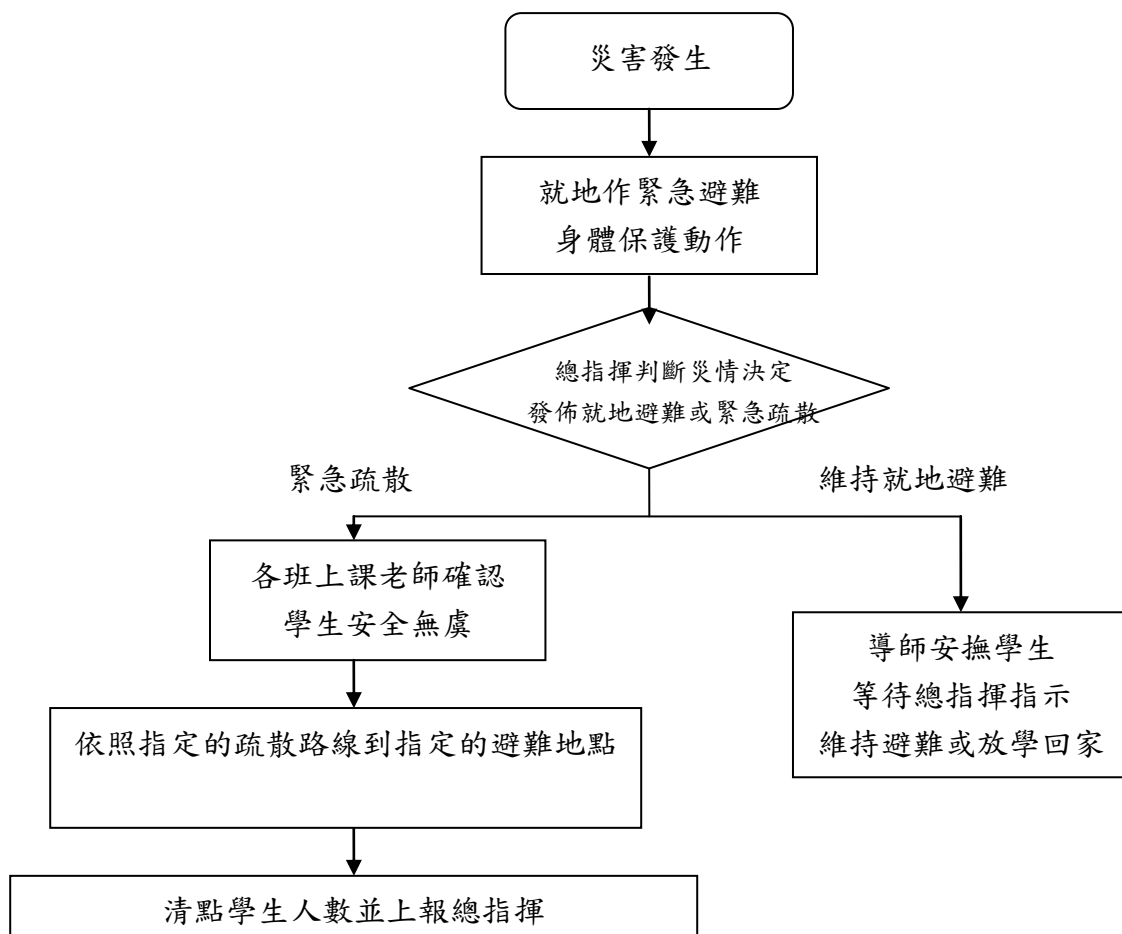 災害發生
就地作緊急避難
身體保護動作
總指揮判斷災情決定
發佈就地避難或緊急疏散
緊急疏散
維持就地避難
各班上課老師確認
學生安全無虞
導師安撫學生
等待總指揮指示
維持避難或放學回家
依照指定的疏散路線到指定的避難地點
清點學生人數並上報總指揮